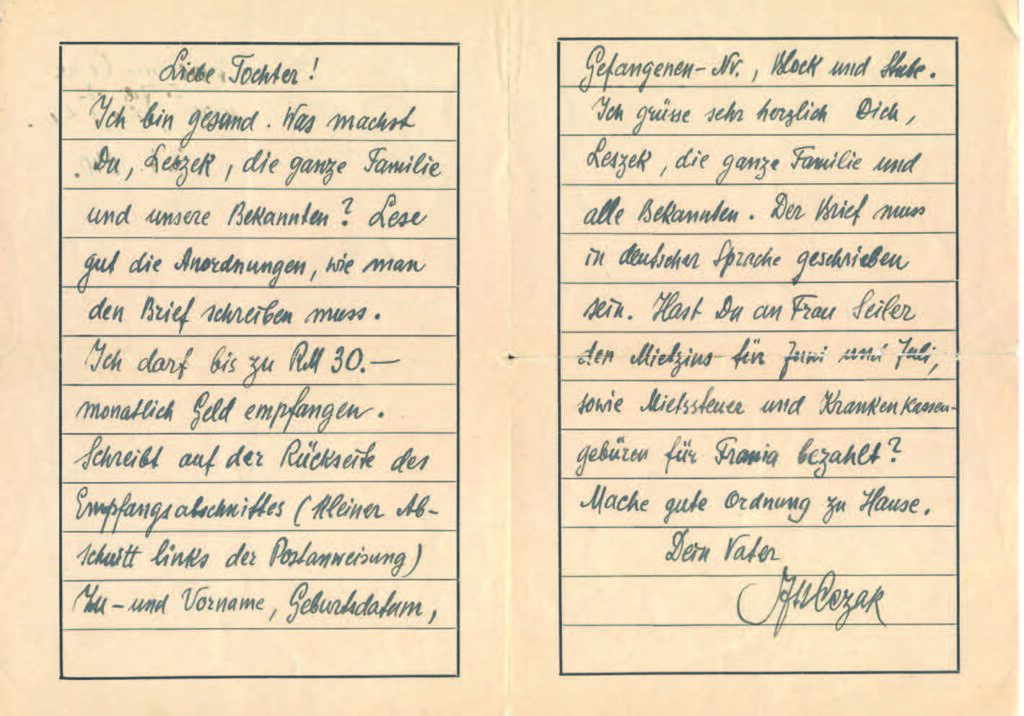 Liebe Tochter!
Ich bin gesund. Was machst
Du, Leszek, die ganze Familie
und unsere Bekannten? Lese
gut die Anordnungen, wie man
den Brief schreiben muss.
Ich darf bis zu RM 30.—
monatlich Geld empfangen.
Schreibt auf der Rückseite des
Empfangsabschnittes (Kleiner Ab-
schnitt links der Postanweisung)
Zu- und Vorname, Geburtsdatum,
Gefangenen-Nr., Block und Stube.
Ich grüsse sehr herzlich Dich,
Leszek, die ganze Familie und
alle Bekannten. Der Brief muss
in deutscher Sprache geschrieben
sein. Hast Du an Frau Seiler
den Mietzins für Juni und Juli,
sowie Mietssteuer und Krankenkassen-
gebüren für Frania bezahlt?
Mache gute Ordnung zu Hause.
Dein Vater